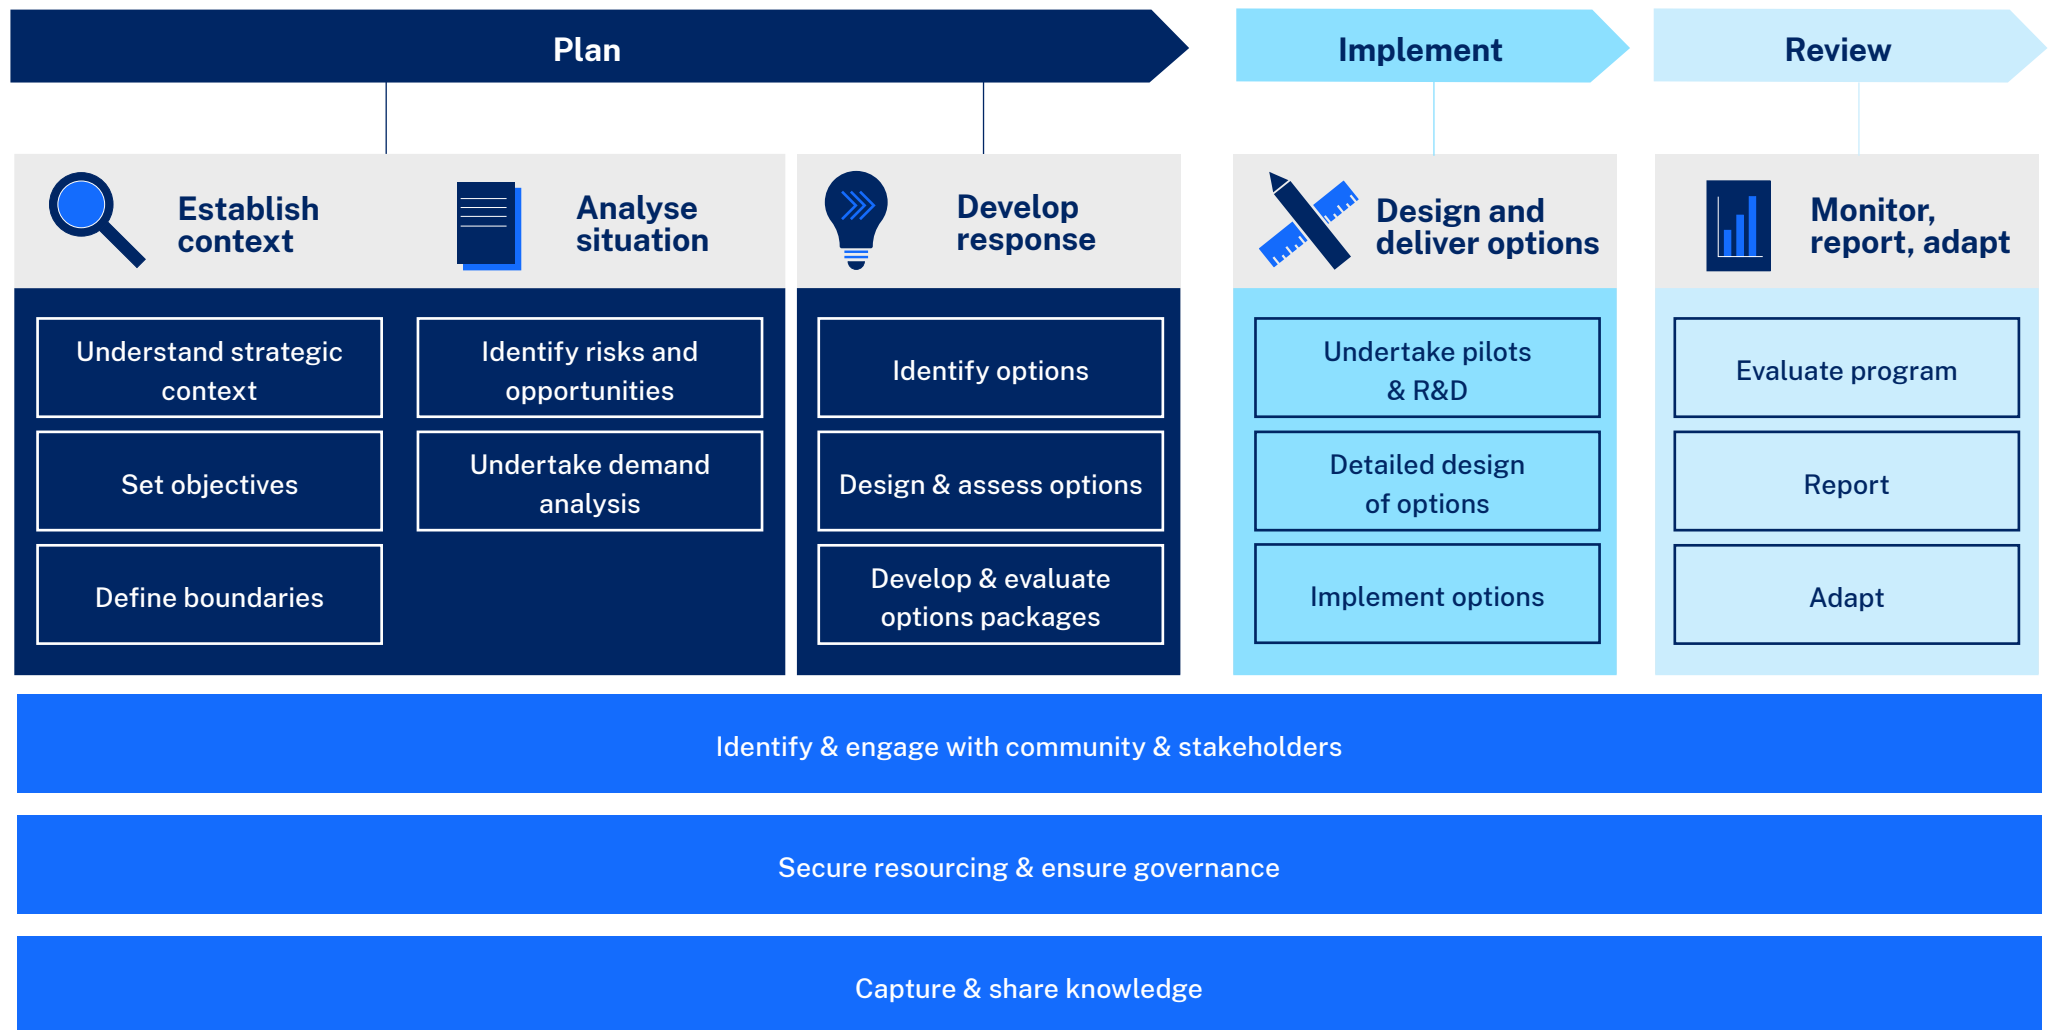 Plan
Implement
Review
Establish
context
Analyse
situation
Develop
response
Design and
deliver options
Monitor,
report, adapt
Understand strategic
context
Set objectives
Define boundaries
Identify risks and
opportunities
Undertake demand
analysis
Identify options
Design & assess options
Develop & evaluate
options packages
Undertake pilots
& R&D
Detailed design
of options
Implement options
Evaluate program
Report
Adapt
Identify & engage with community & stakeholders
Secure resourcing & ensure governance
Capture & share knowledge